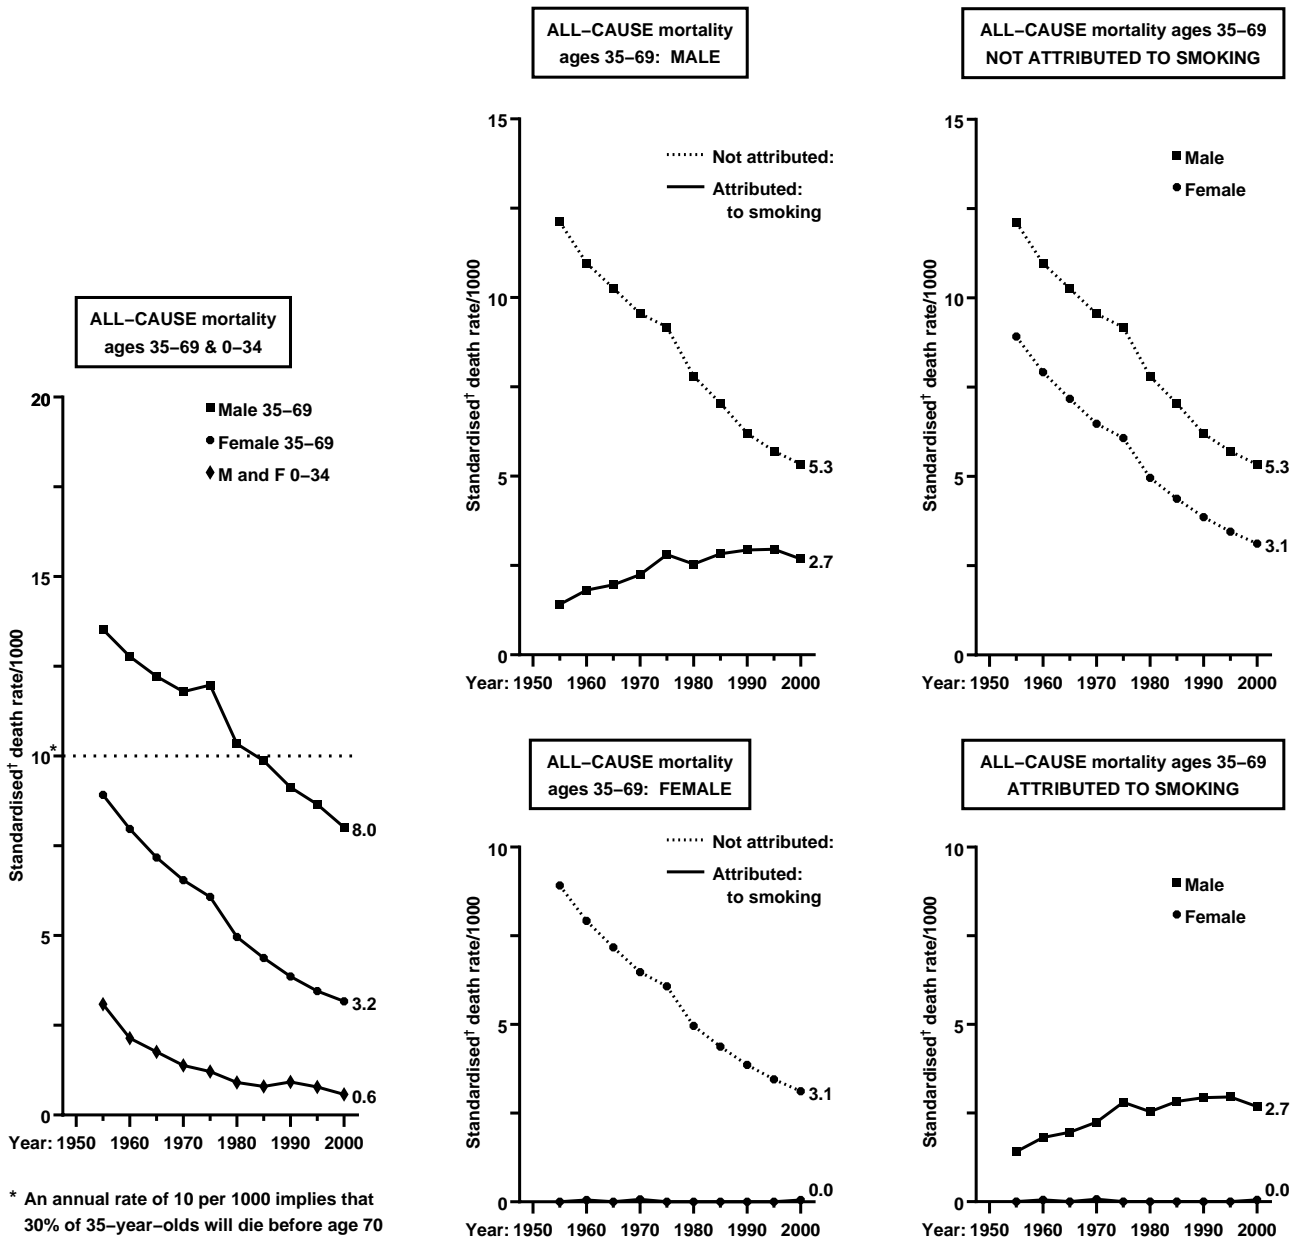 ALL−CAUSE mortality
ages 35−69 & 0−34
Male 35−69
Female 35−69
M and F 0−34
Standardised† death rate/1000
20
15
10*
5
0
8.0
3.2
0.6
Year: 1950 1960 1970 1980 1990 2000
* An annual rate of 10 per 1000 implies that
30% of 35−year−olds will die before age 70
ALL−CAUSE mortality
ages 35−69: MALE
Not attributed:
Attributed:
to smoking
Standardised† death rate/1000
15
10
5
0
5.3
2.7
Year: 1950 1960 1970 1980 1990 2000
ALL−CAUSE mortality ages 35−69
NOT ATTRIBUTED TO SMOKING
Male
Female
Standardised† death rate/1000
15
10
5
0
5.3
3.1
Year: 1950 1960 1970 1980 1990 2000
ALL−CAUSE mortality
ages 35−69: FEMALE
Not attributed:
Attributed:
to smoking
Standardised† death rate/1000
10
5
0
3.1
0.0
Year: 1950 1960 1970 1980 1990 2000
ALL−CAUSE mortality ages 35−69
ATTRIBUTED TO SMOKING
Male
Female
Standardised† death rate/1000
10
5
0
2.7
0.0
Year: 1950 1960 1970 1980 1990 2000